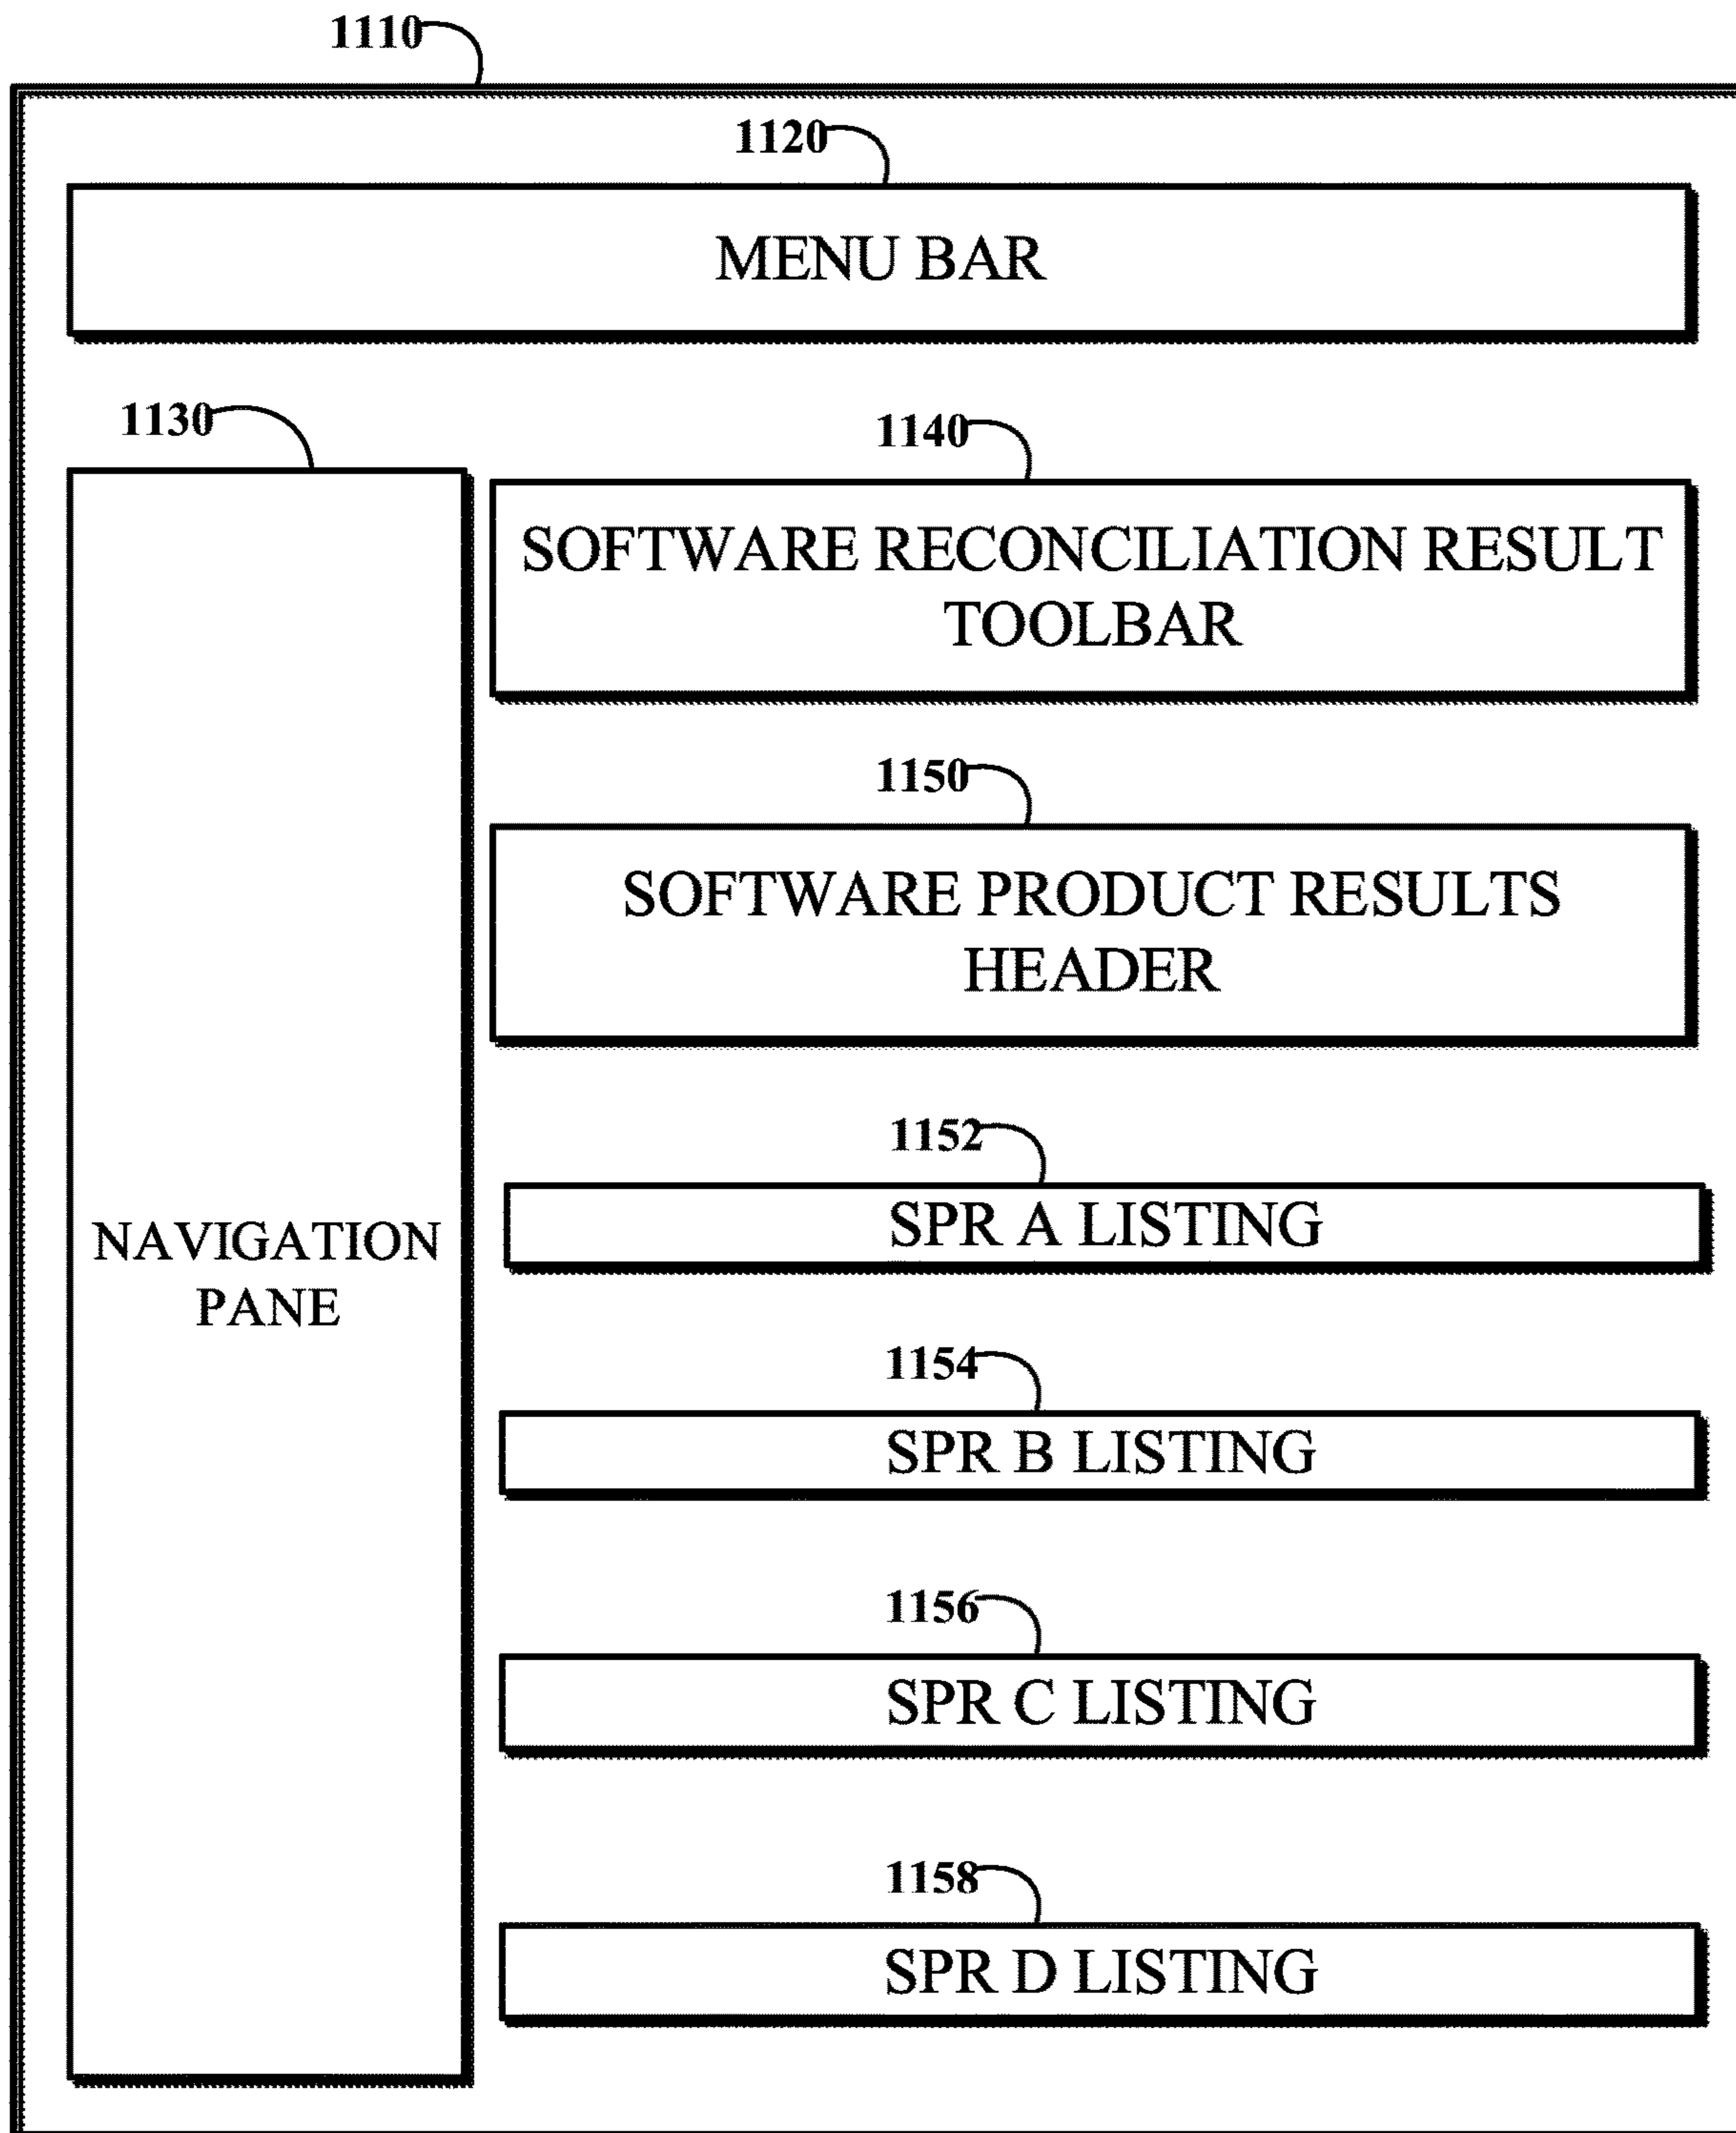 1110
1120
MENU BAR
1130
NAVIGATION
PANE
1140
SOFTWARE RECONCILIATION RESULT
TOOLBAR
1150
SOFTWARE PRODUCT RESULTS
HEADER
1152
SPR A LISTING
1154
SPR B LISTING
1156
SPR C LISTING
1158
SPR D LISTING